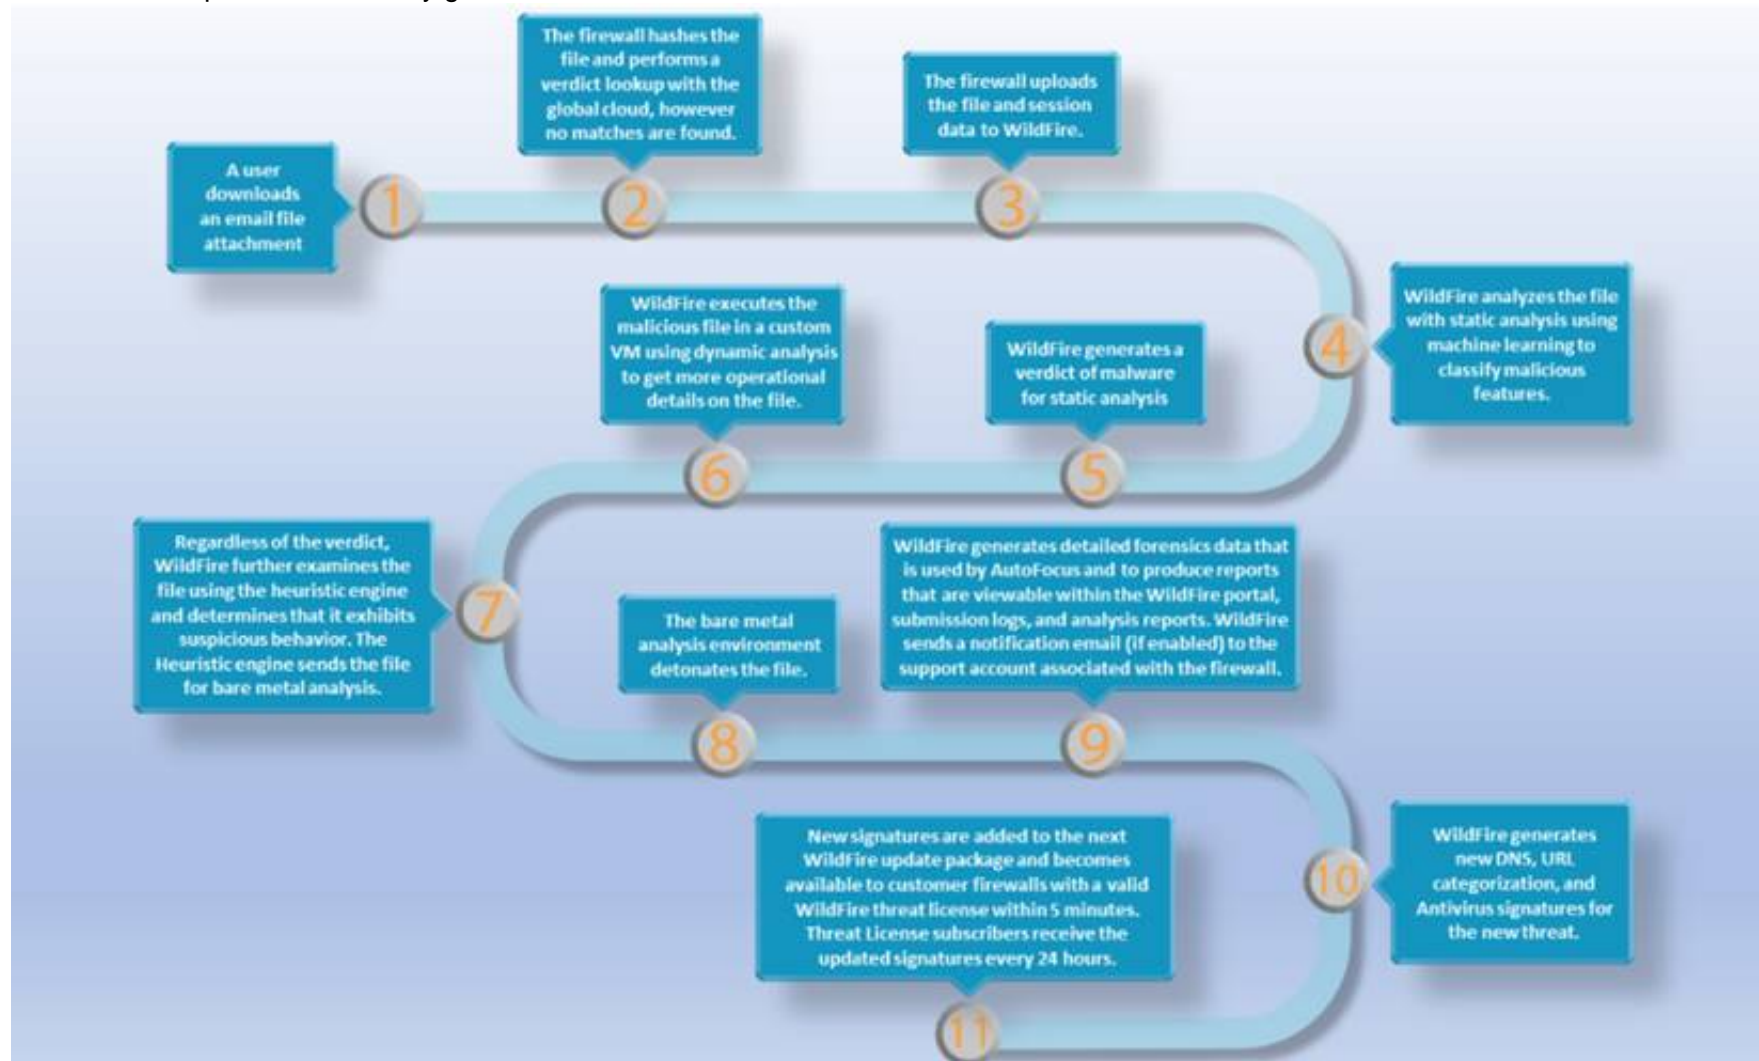 A user
downloads
an email file
attachment
1
The firewall hashes the
file and performs a
verdict lookup with the
global cloud, however
no matches are found.
2
The firewall uploads
the file and session
data to WildFire.
3
WildFire analyzes the file
with static analysis using
machine learning to
classify malicious
features.
4
WildFire generates a
verdict of malware
for static analysis
5
WildFire executes the
malicious file in a custom
VM using dynamic analysis
to get more operational
details on the file.
6
Regardless of the verdict,
WildFire further examines the
file using the heuristic engine
and determines that it exhibits
suspicious behavior. The
Heuristic engine sends the file
for bare metal analysis.
7
The bare metal
analysis environment
detonates the file.
8
WildFire generates detailed forensics data that
is used by AutoFocus and to produce reports
that are viewable within the WildFire portal,
submission logs, and analysis reports. WildFire
sends a notification email (if enabled) to the
support account associated with the firewall.
9
WildFire generates
new DNS, URL
categorization, and
Antivirus signatures for
the new threat.
10
New signatures are added to the next
WildFire update package and becomes
available to customer firewalls with a valid
WildFire threat license within 5 minutes.
Threat License subscribers receive the
updated signatures every 24 hours.
11